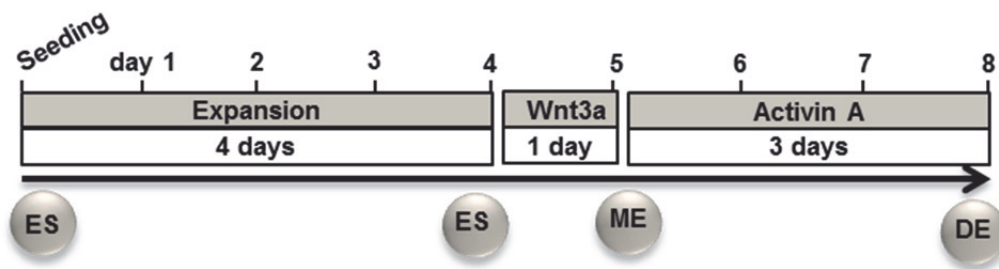 Seeding day 1 2 3 4 5 6 7 8
Expansion Wnt3a Activin A
4 days 1 day 3 days
ES ES ME DE